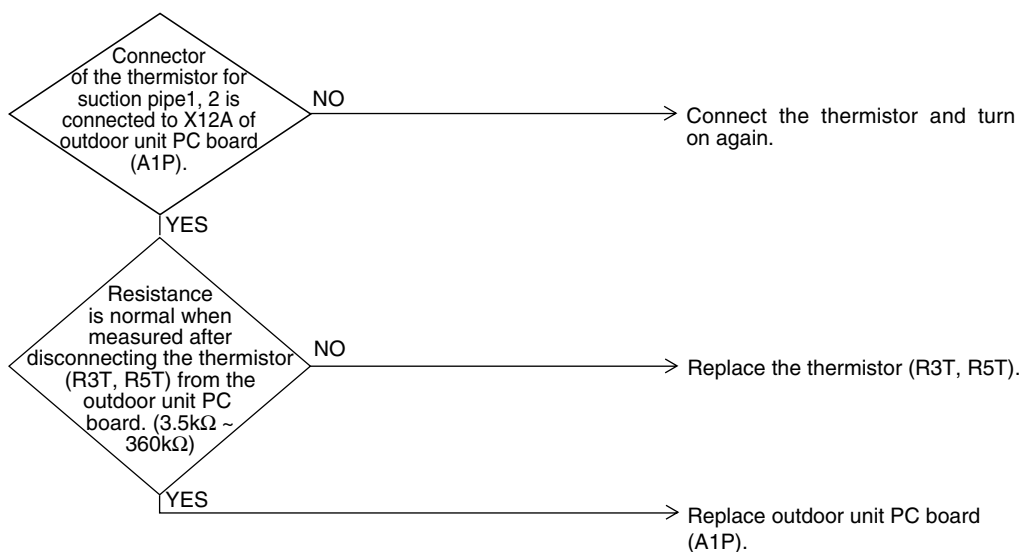 Connector
of the thermistor for
suction pipe1, 2 is
connected to X12A of
outdoor unit PC board
(A1P).
NO
Connect the thermistor and turn
on again.
YES
Resistance
is normal when
measured after
disconnecting the thermistor
(R3T, R5T) from the
outdoor unit PC
board. (3.5kΩ ~
360kΩ)
NO
Replace the thermistor (R3T, R5T).
YES
Replace outdoor unit PC board
(A1P).